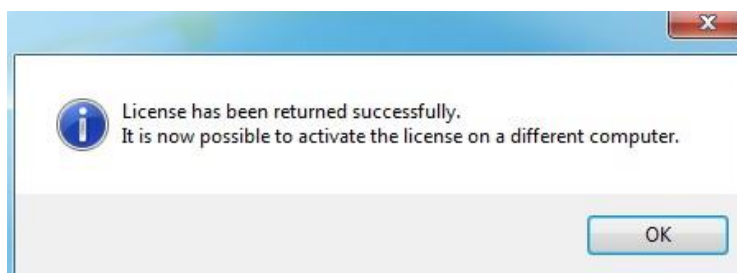 License has been returned successfully.
It is now possible to activate the license on a different computer.
OK